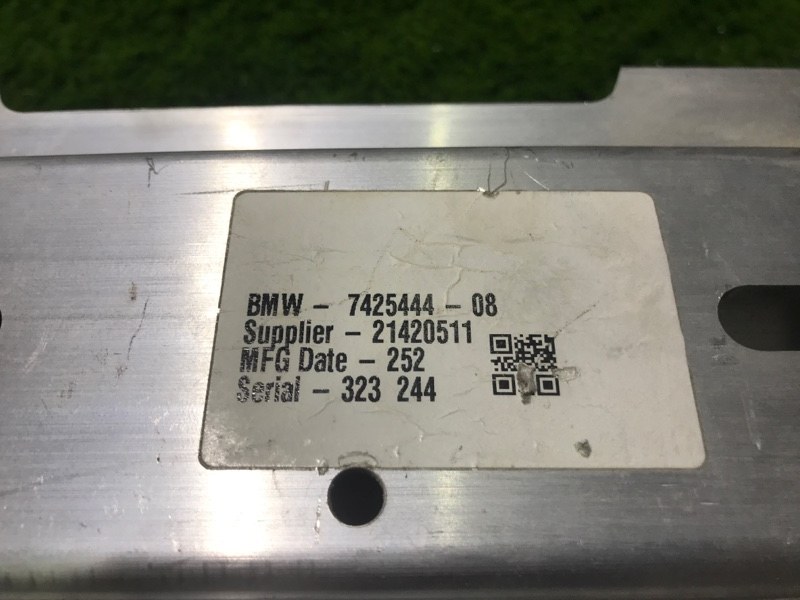 BMW - 7425444 - 08
Supplier - 21420511
MFG Date - 252
Serial - 323 244